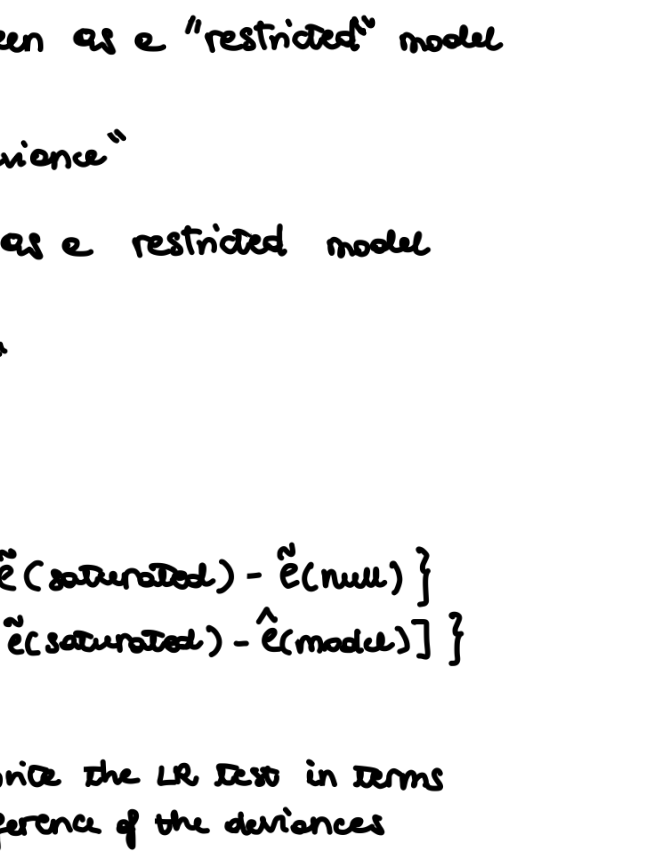 een as a "restricted" model
viance"
as a restricted model
ẽ(saturated) - ẽ(null) }
ẽ(saturated) - ê(model)] }
rite the LR test in terms
ference of the deviances